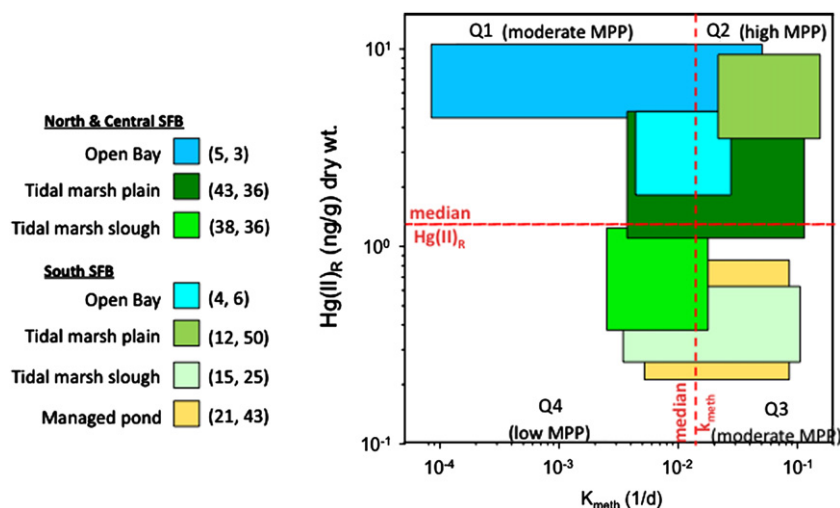 North & Central SFB
Open Bay (5, 3)
Tidal marsh plain (43, 36)
Tidal marsh slough (38, 36)
South SFB
Open Bay (4, 6)
Tidal marsh plain (12, 50)
Tidal marsh slough (15, 25)
Managed pond (21, 43)
Hg(II)R (ng/g) dry wt.
10¹
10⁰
10⁻¹
Q1 (moderate MPP)
Q2 (high MPP)
median
Hg(II)R
Q4
(low MPP)
median
kmeth
Q3
(moderate MPP)
10⁻⁴ 10⁻³ 10⁻² 10⁻¹
Kmeth (1/d)